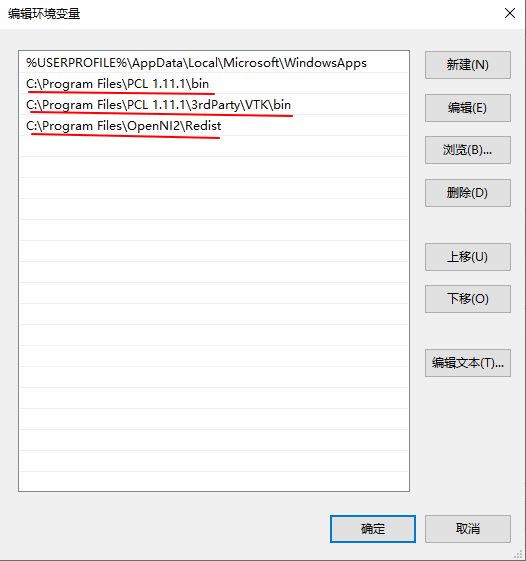 编辑环境变量
%USERPROFILE%\AppData\Local\Microsoft\WindowsApps
C:\Program Files\PCL 1.11.1\bin
C:\Program Files\PCL 1.11.1\3rdParty\VTK\bin
C:\Program Files\OpenNI2\Redist
新建(N)
编辑(E)
浏览(B)...
删除(D)
上移(U)
下移(O)
编辑文本(T)...
确定
取消